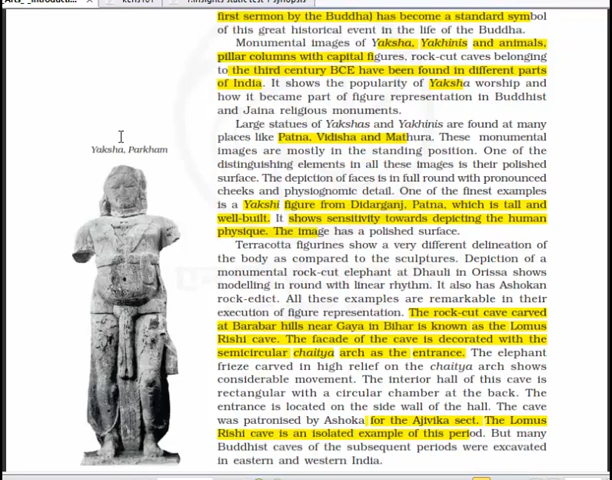 Arts_-_Introducti...
kefs101
1.Insights static test 1 synopsis
first sermon by the Buddha) has become a standard symbol
of this great historical event in the life of the Buddha.
Monumental images of Yaksha, Yakhinis and animals,
pillar columns with capital figures, rock-cut caves belonging
to the third century BCE have been found in different parts
of India. It shows the popularity of Yaksha worship and
how it became part of figure representation in Buddhist
and Jaina religious monuments.
Large statues of Yakshas and Yakhinis are found at many
places like Patna, Vidisha and Mathura. These monumental
images are mostly in the standing position. One of the
distinguishing elements in all these images is their polished
surface. The depiction of faces is in full round with pronounced
cheeks and physiognomic detail. One of the finest examples
is a Yakshi figure from Didarganj, Patna, which is tall and
well-built. It shows sensitivity towards depicting the human
physique. The image has a polished surface.
Terracotta figurines show a very different delineation of
the body as compared to the sculptures. Depiction of a
monumental rock-cut elephant at Dhauli in Orissa shows
modelling in round with linear rhythm. It also has Ashokan
rock-edict. All these examples are remarkable in their
execution of figure representation. The rock-cut cave carved
at Barabar hills near Gaya in Bihar is known as the Lomus
Rishi cave. The facade of the cave is decorated with the
semicircular chaitya arch as the entrance. The elephant
frieze carved in high relief on the chaitya arch shows
considerable movement. The interior hall of this cave is
rectangular with a circular chamber at the back. The
entrance is located on the side wall of the hall. The cave
was patronised by Ashoka for the Ajivika sect. The Lomus
Rishi cave is an isolated example of this period. But many
Buddhist caves of the subsequent periods were excavated
in eastern and western India.
Yaksha, Parkham